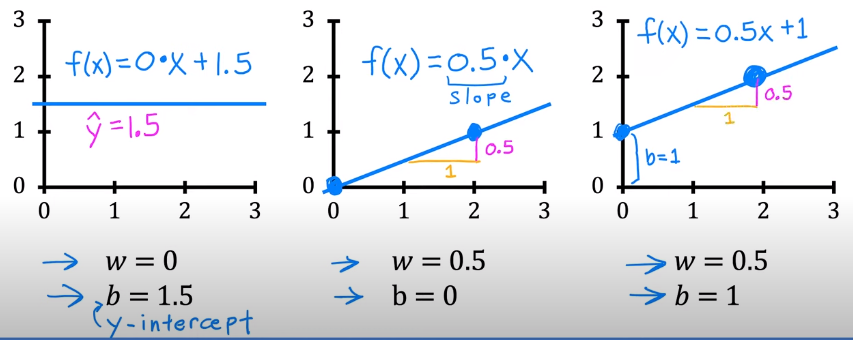 3
2
1
0
0 1 2 3
f(x)=0•x+1.5
ŷ=1.5
→ w = 0
→ b = 1.5
y-intercept
3
2
1
0
0 1 2 3
f(x)=0.5•x
slope
0.5
1
→ w = 0.5
→ b = 0
3
2
1
0
0 1 2 3
f(x)=0.5x+1
0.5
1
b=1
→ w = 0.5
→ b = 1